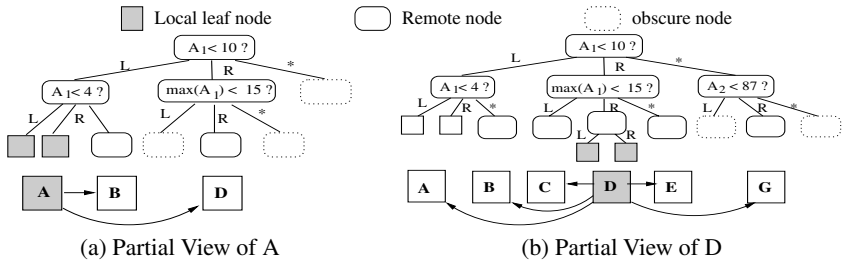 Local leaf node Remote node obscure node
A1< 10 ? A1< 10 ?
L R * L R *
A1< 4 ? max(A1) < 15 ? A1< 4 ? max(A1) < 15 ? A2 < 87 ?
L R L R * L R * L R * L R *
L R
A B D A B C D E G
(a) Partial View of A (b) Partial View of D